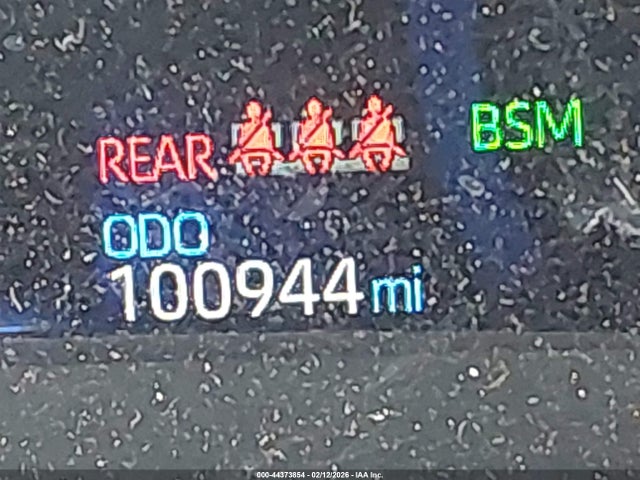 REAR BSM
ODO
100944 mi
000-44373854 - 02/12/2026 - IAA Inc.